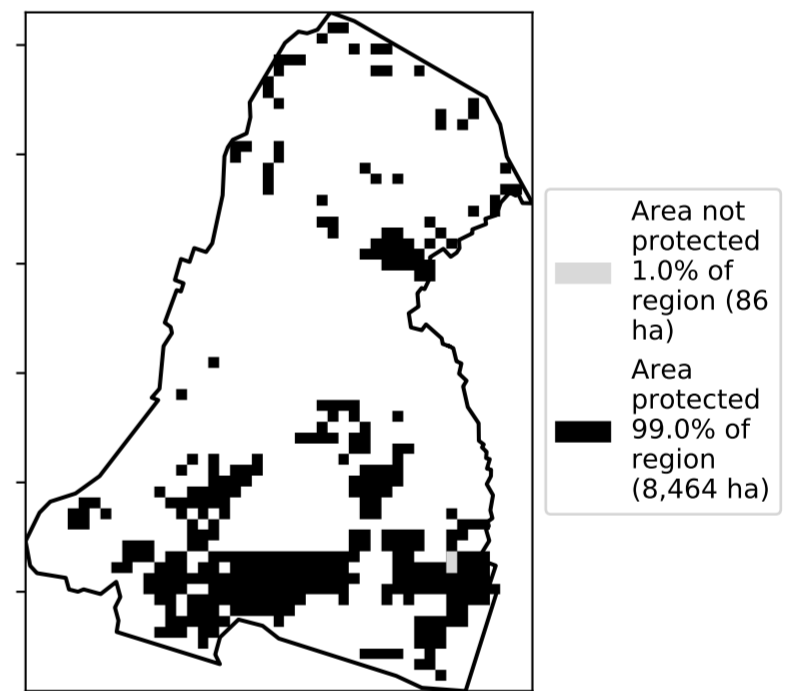 Area not
protected
1.0% of
region (86
ha)
Area
protected
99.0% of
region
(8,464 ha)